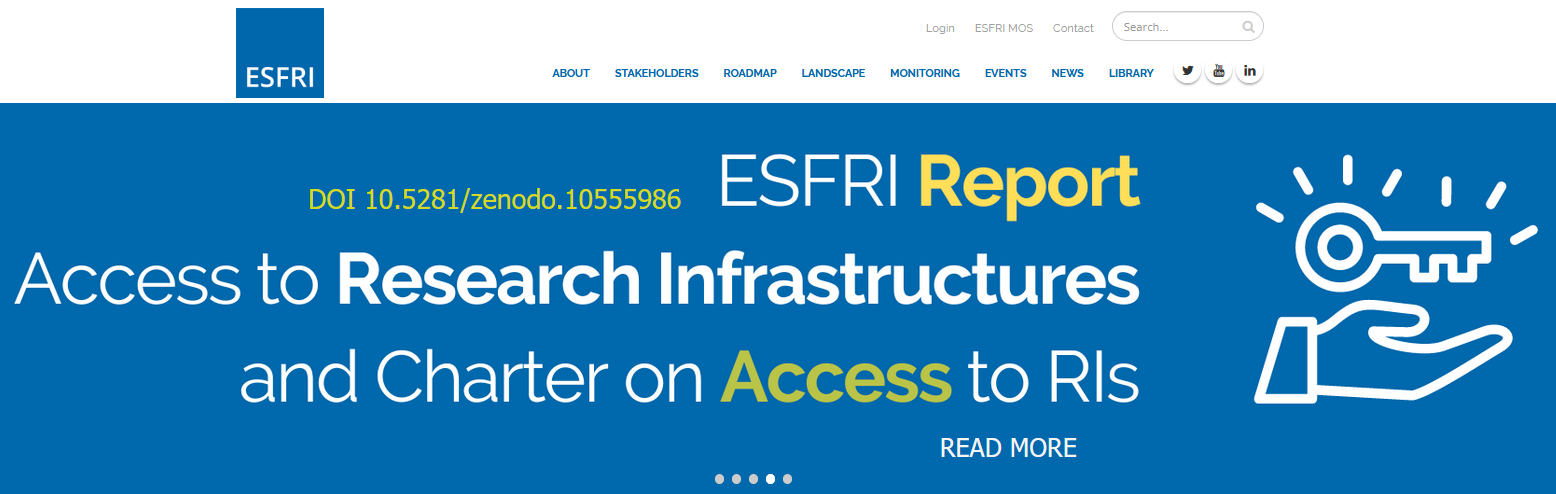 ESFRI
Login ESFRI MOS Contact Search...
ABOUT STAKEHOLDERS ROADMAP LANDSCAPE MONITORING EVENTS NEWS LIBRARY
DOI 10.5281/zenodo.10555986 ESFRI Report
Access to Research Infrastructures
and Charter on Access to RIs
READ MORE